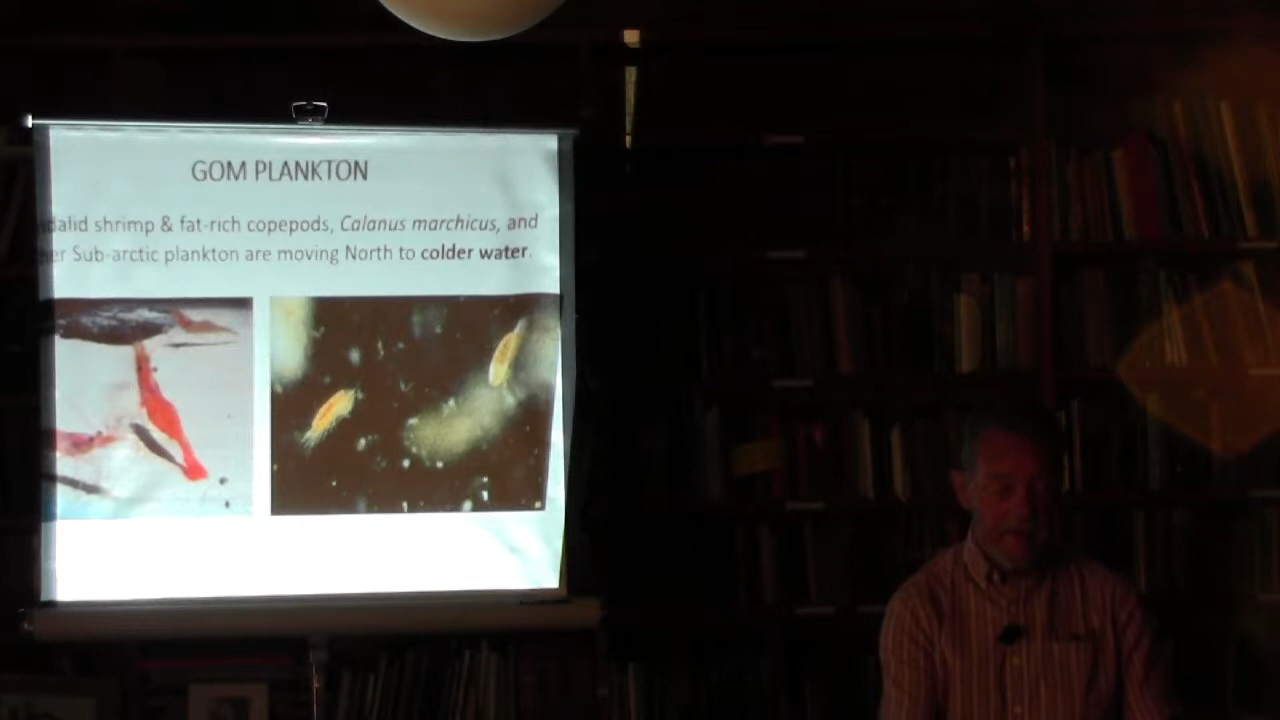 GOM PLANKTON
dalid shrimp & fat-rich copepods, Calanus marchicus, and
er Sub-arctic plankton are moving North to colder water.